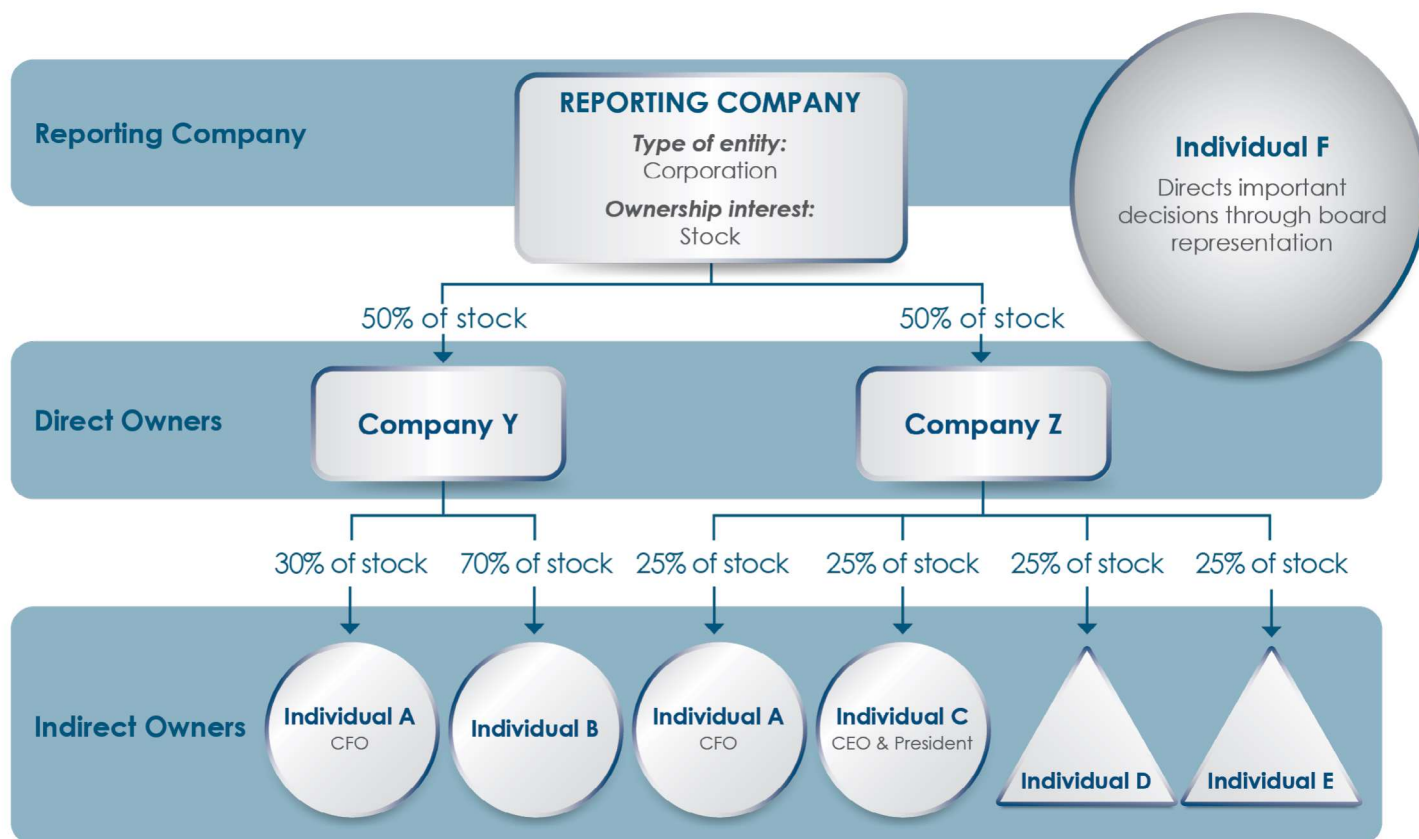 Reporting Company
REPORTING COMPANY
Type of entity:
Corporation
Ownership interest:
Stock
Individual F
Directs important
decisions through board
representation
50% of stock
50% of stock
Direct Owners
Company Y
Company Z
30% of stock
70% of stock
25% of stock
25% of stock
25% of stock
25% of stock
Indirect Owners
Individual A
CFO
Individual B
Individual A
CFO
Individual C
CEO & President
Individual D
Individual E